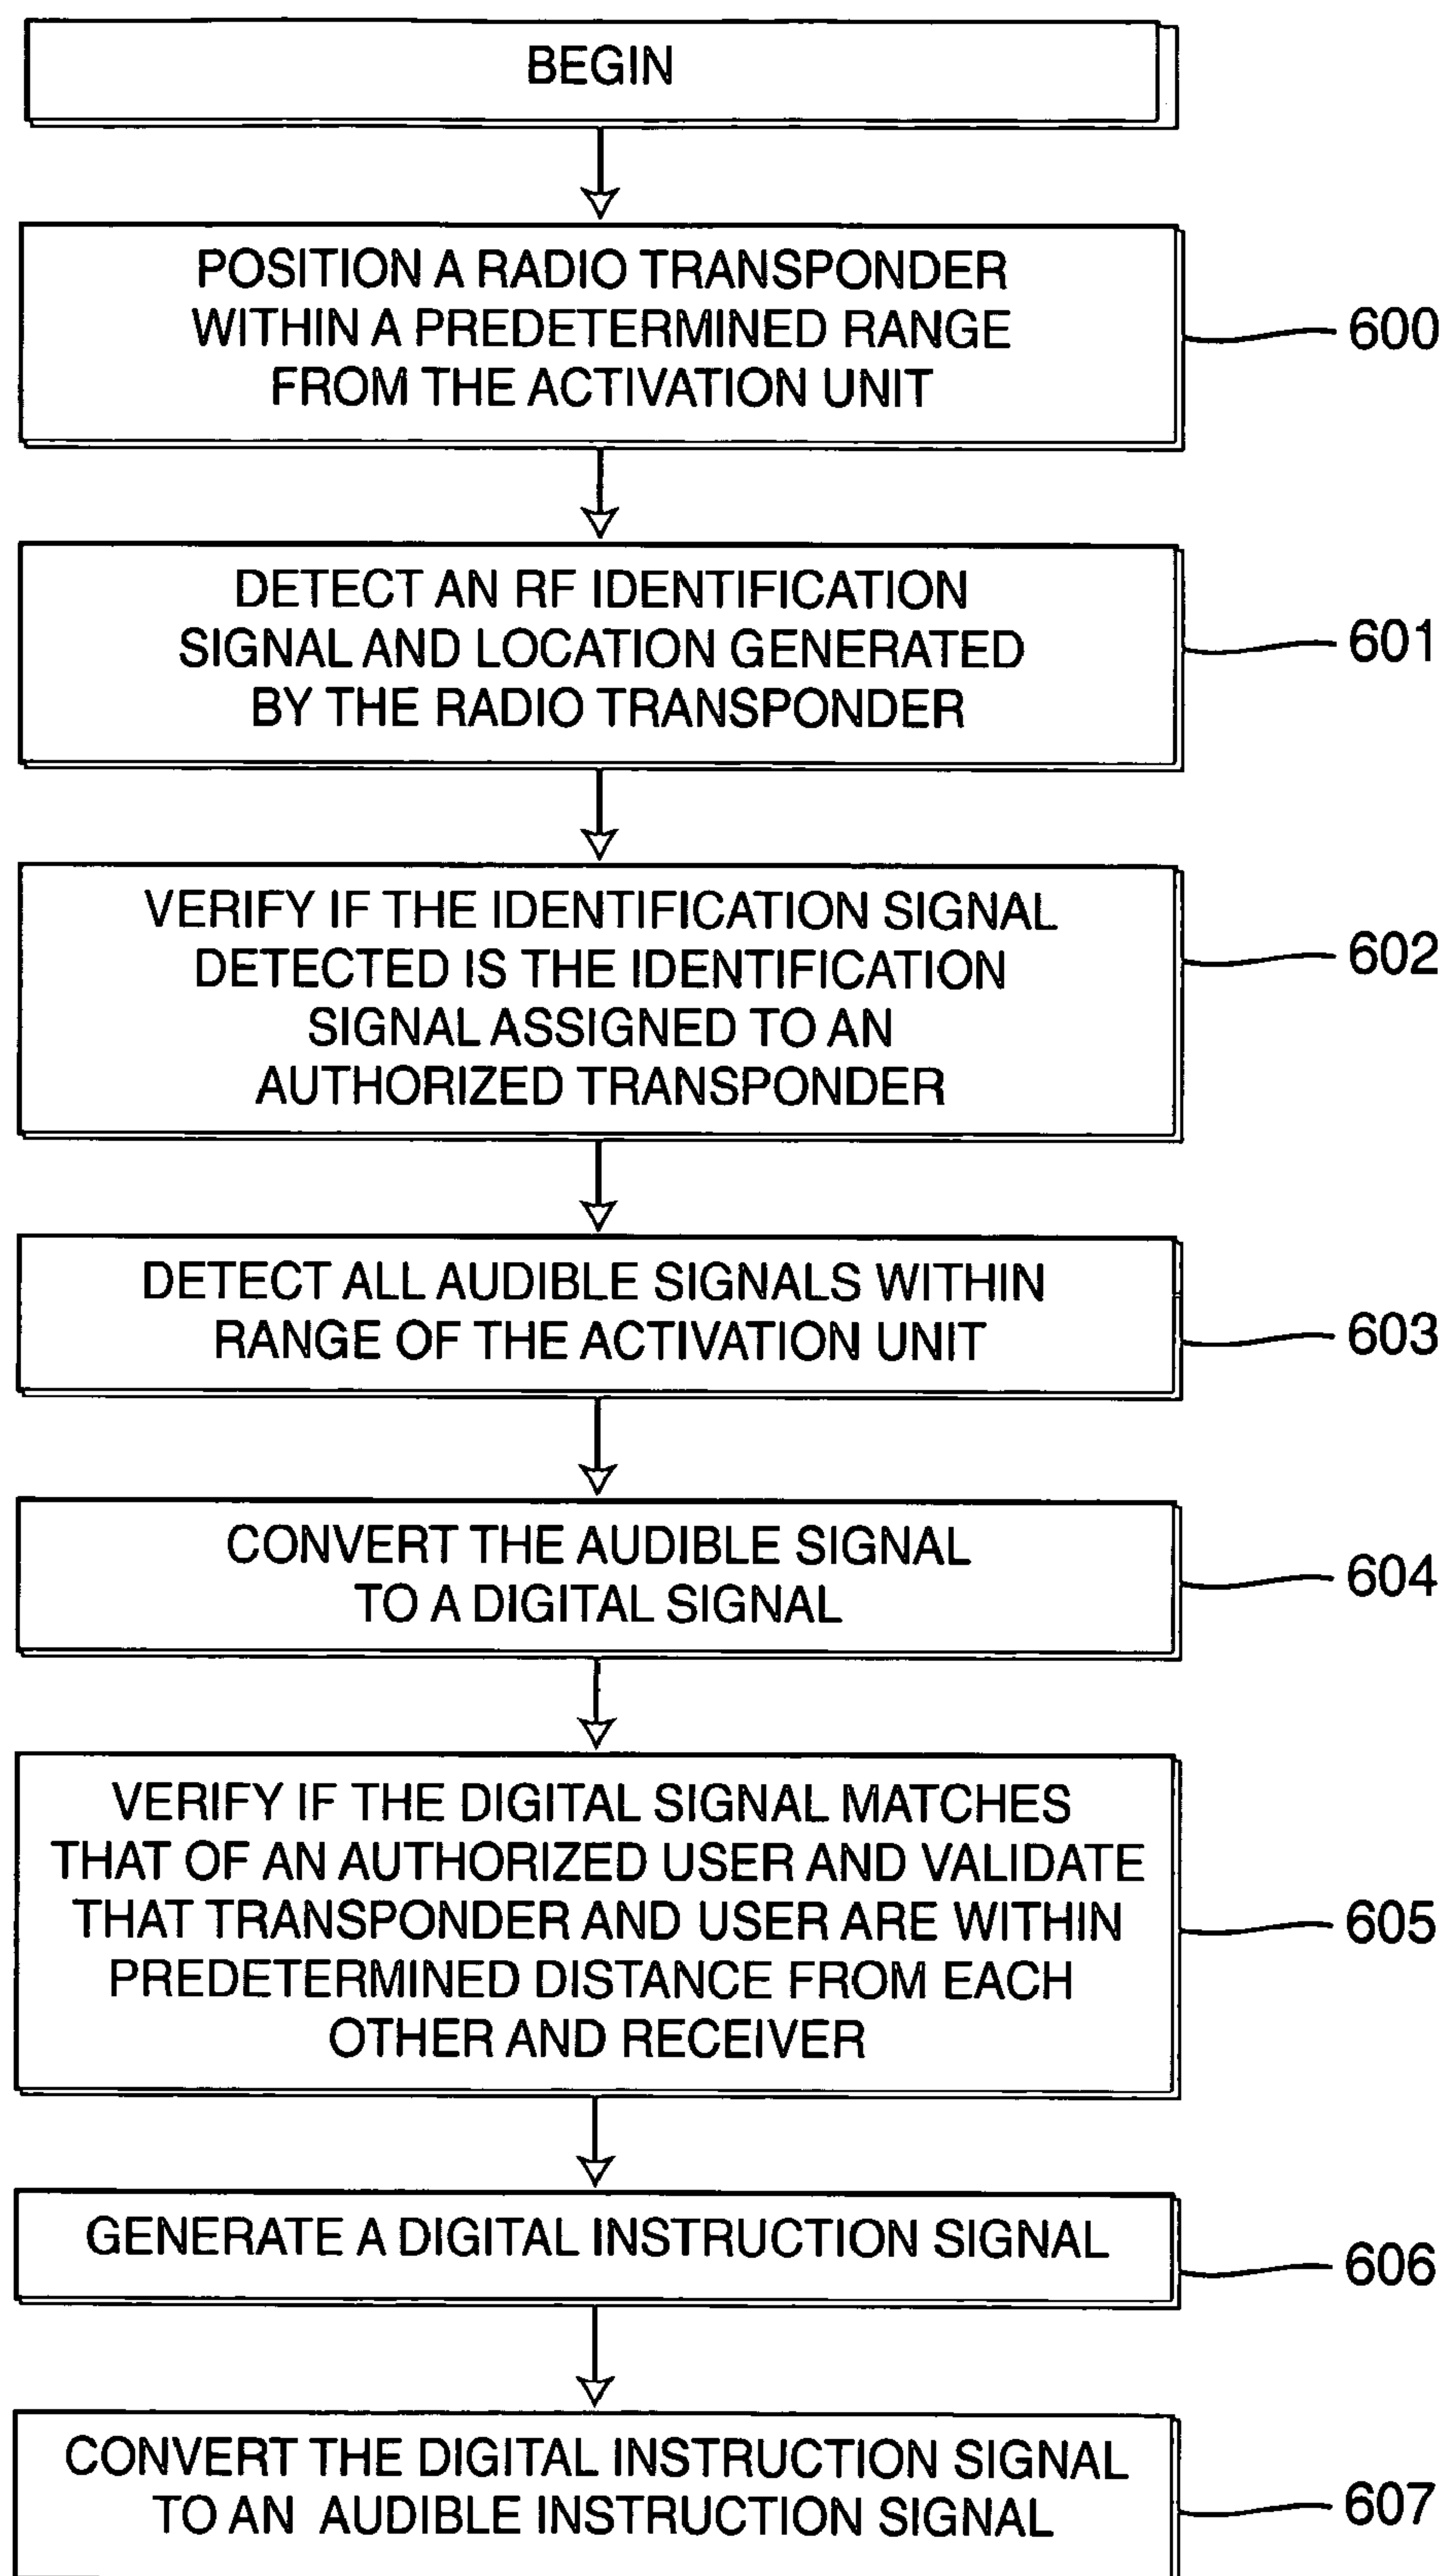 BEGIN
POSITION A RADIO TRANSPONDER
WITHIN A PREDETERMINED RANGE
FROM THE ACTIVATION UNIT
600
DETECT AN RF IDENTIFICATION
SIGNAL AND LOCATION GENERATED
BY THE RADIO TRANSPONDER
601
VERIFY IF THE IDENTIFICATION SIGNAL
DETECTED IS THE IDENTIFICATION
SIGNAL ASSIGNED TO AN
AUTHORIZED TRANSPONDER
602
DETECT ALL AUDIBLE SIGNALS WITHIN
RANGE OF THE ACTIVATION UNIT
603
CONVERT THE AUDIBLE SIGNAL
TO A DIGITAL SIGNAL
604
VERIFY IF THE DIGITAL SIGNAL MATCHES
THAT OF AN AUTHORIZED USER AND VALIDATE
THAT TRANSPONDER AND USER ARE WITHIN
PREDETERMINED DISTANCE FROM EACH
OTHER AND RECEIVER
605
GENERATE A DIGITAL INSTRUCTION SIGNAL
606
CONVERT THE DIGITAL INSTRUCTION SIGNAL
TO AN AUDIBLE INSTRUCTION SIGNAL
607